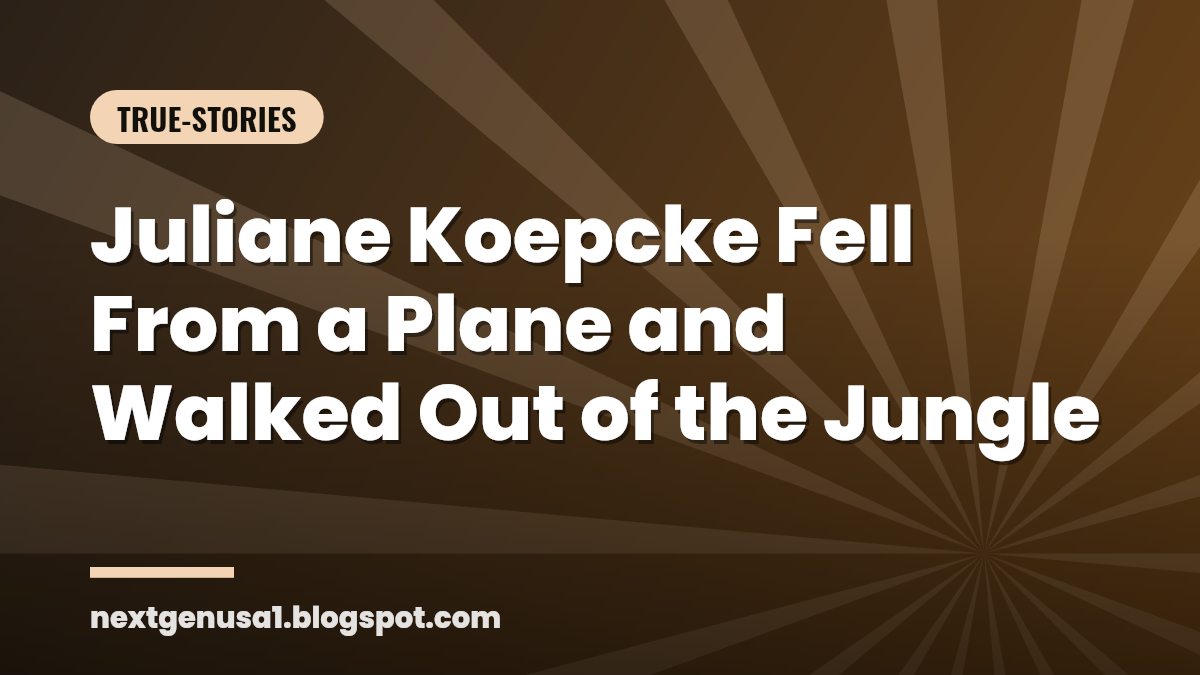 TRUE-STORIES
Juliane Koepcke Fell
From a Plane and
Walked Out of the Jungle
nextgenusa1.blogspot.com